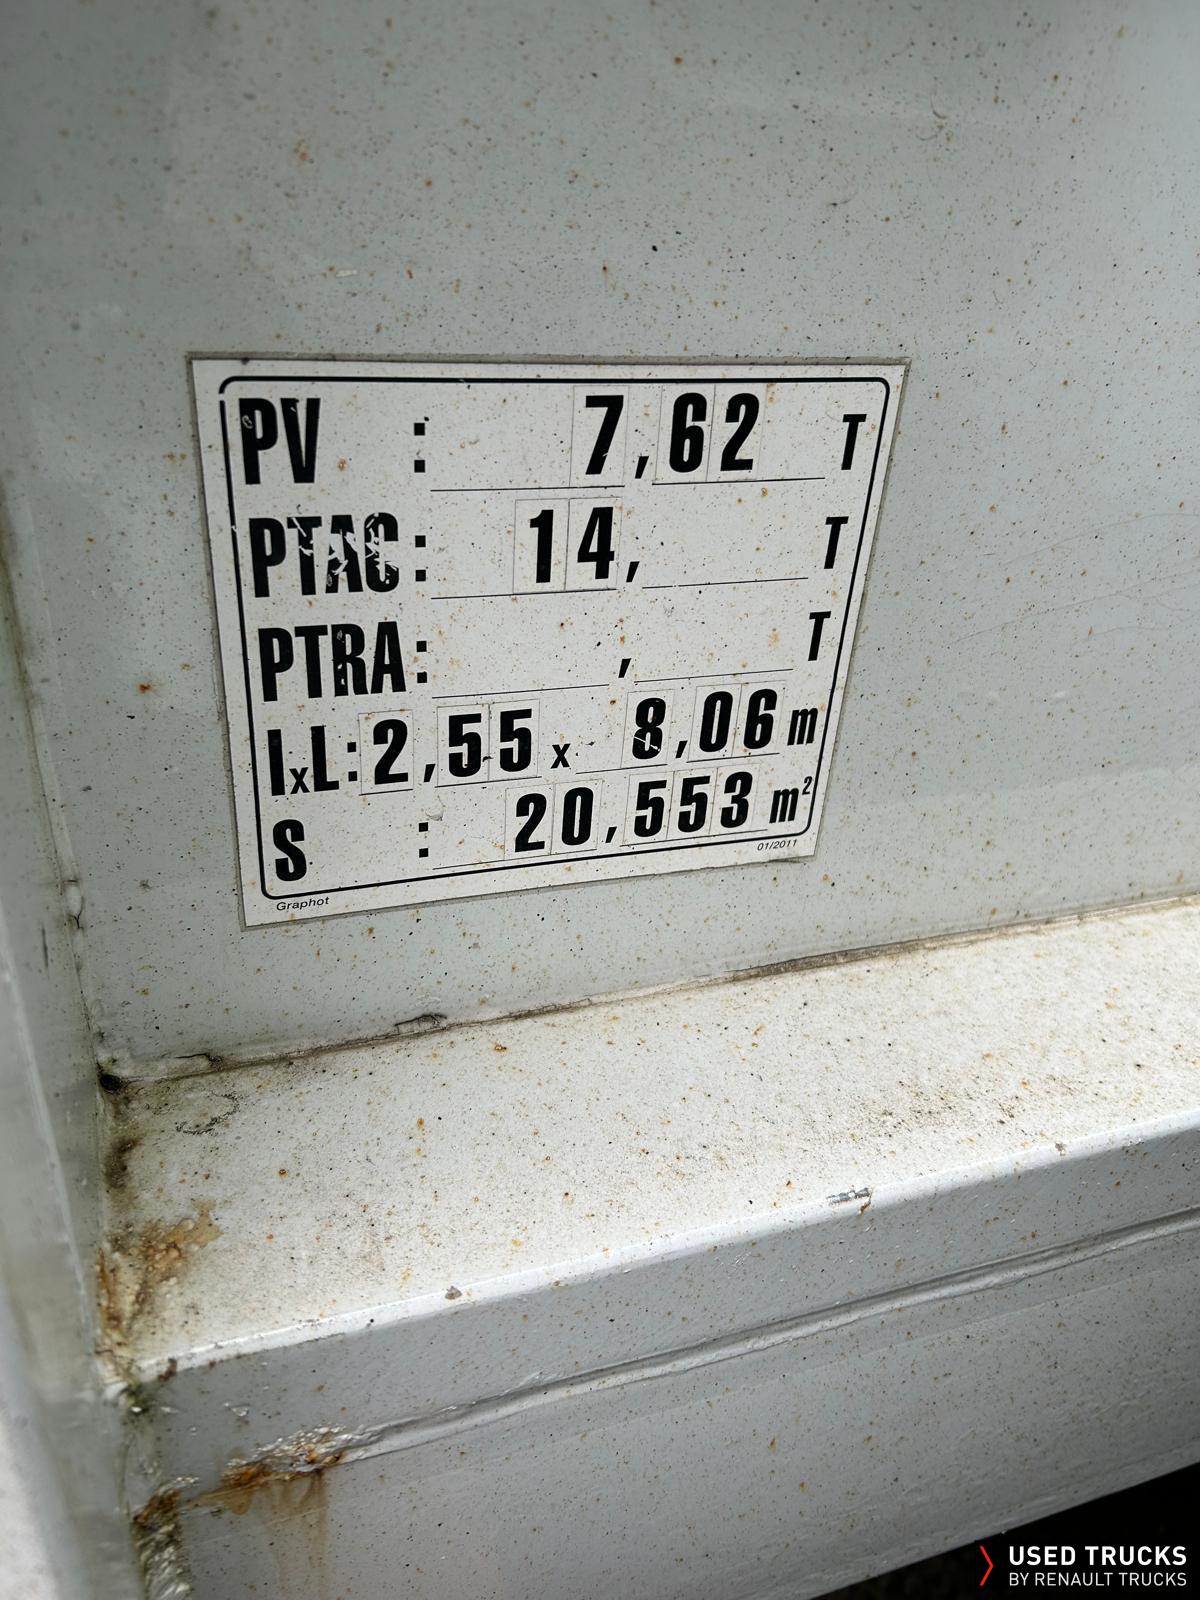 PV : 7,62 T
PTAC : 14, T
PTRA : , T
lxL : 2,55 x 8,06 m
S : 20,553 m²
01/2011
Graphot
USED TRUCKS
BY RENAULT TRUCKS